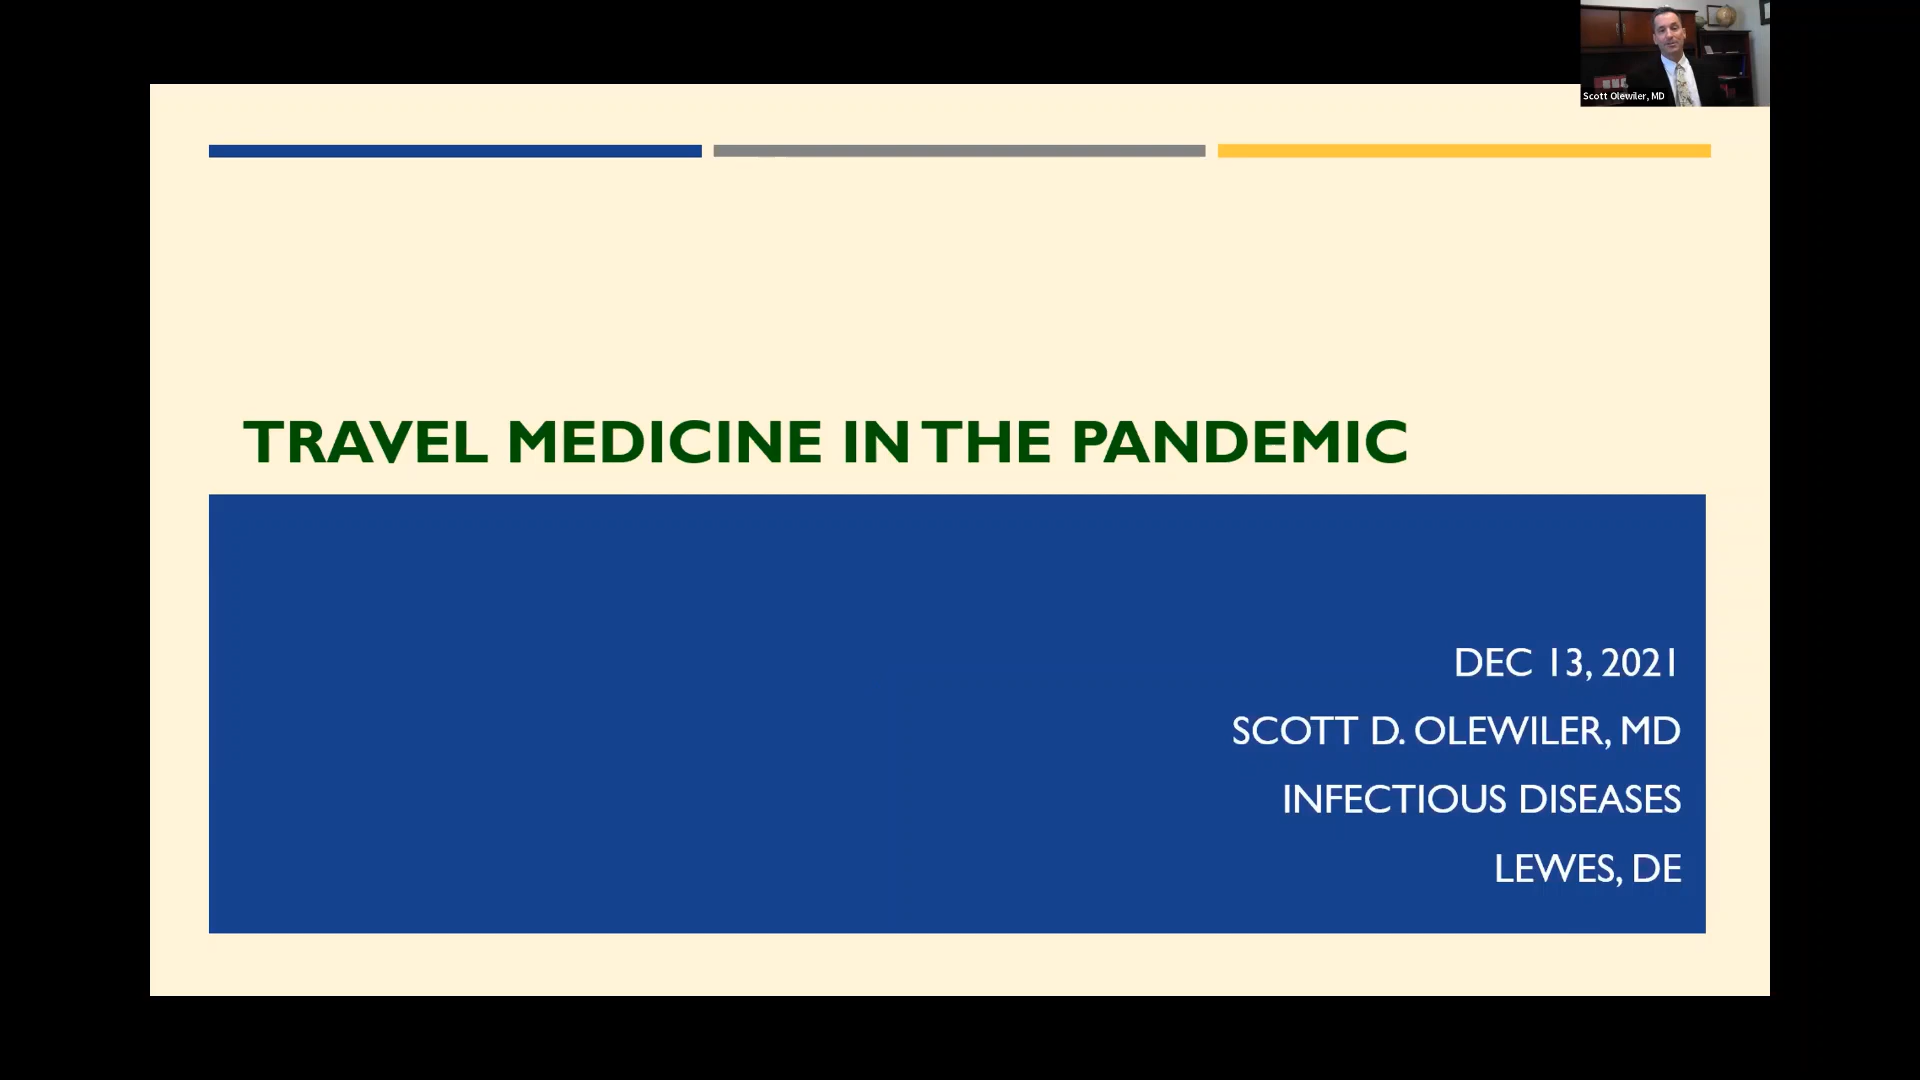 Scott Olewiler, MD
TRAVEL MEDICINE IN THE PANDEMIC
DEC 13, 2021
SCOTT D. OLEWILER, MD
INFECTIOUS DISEASES
LEWES, DE